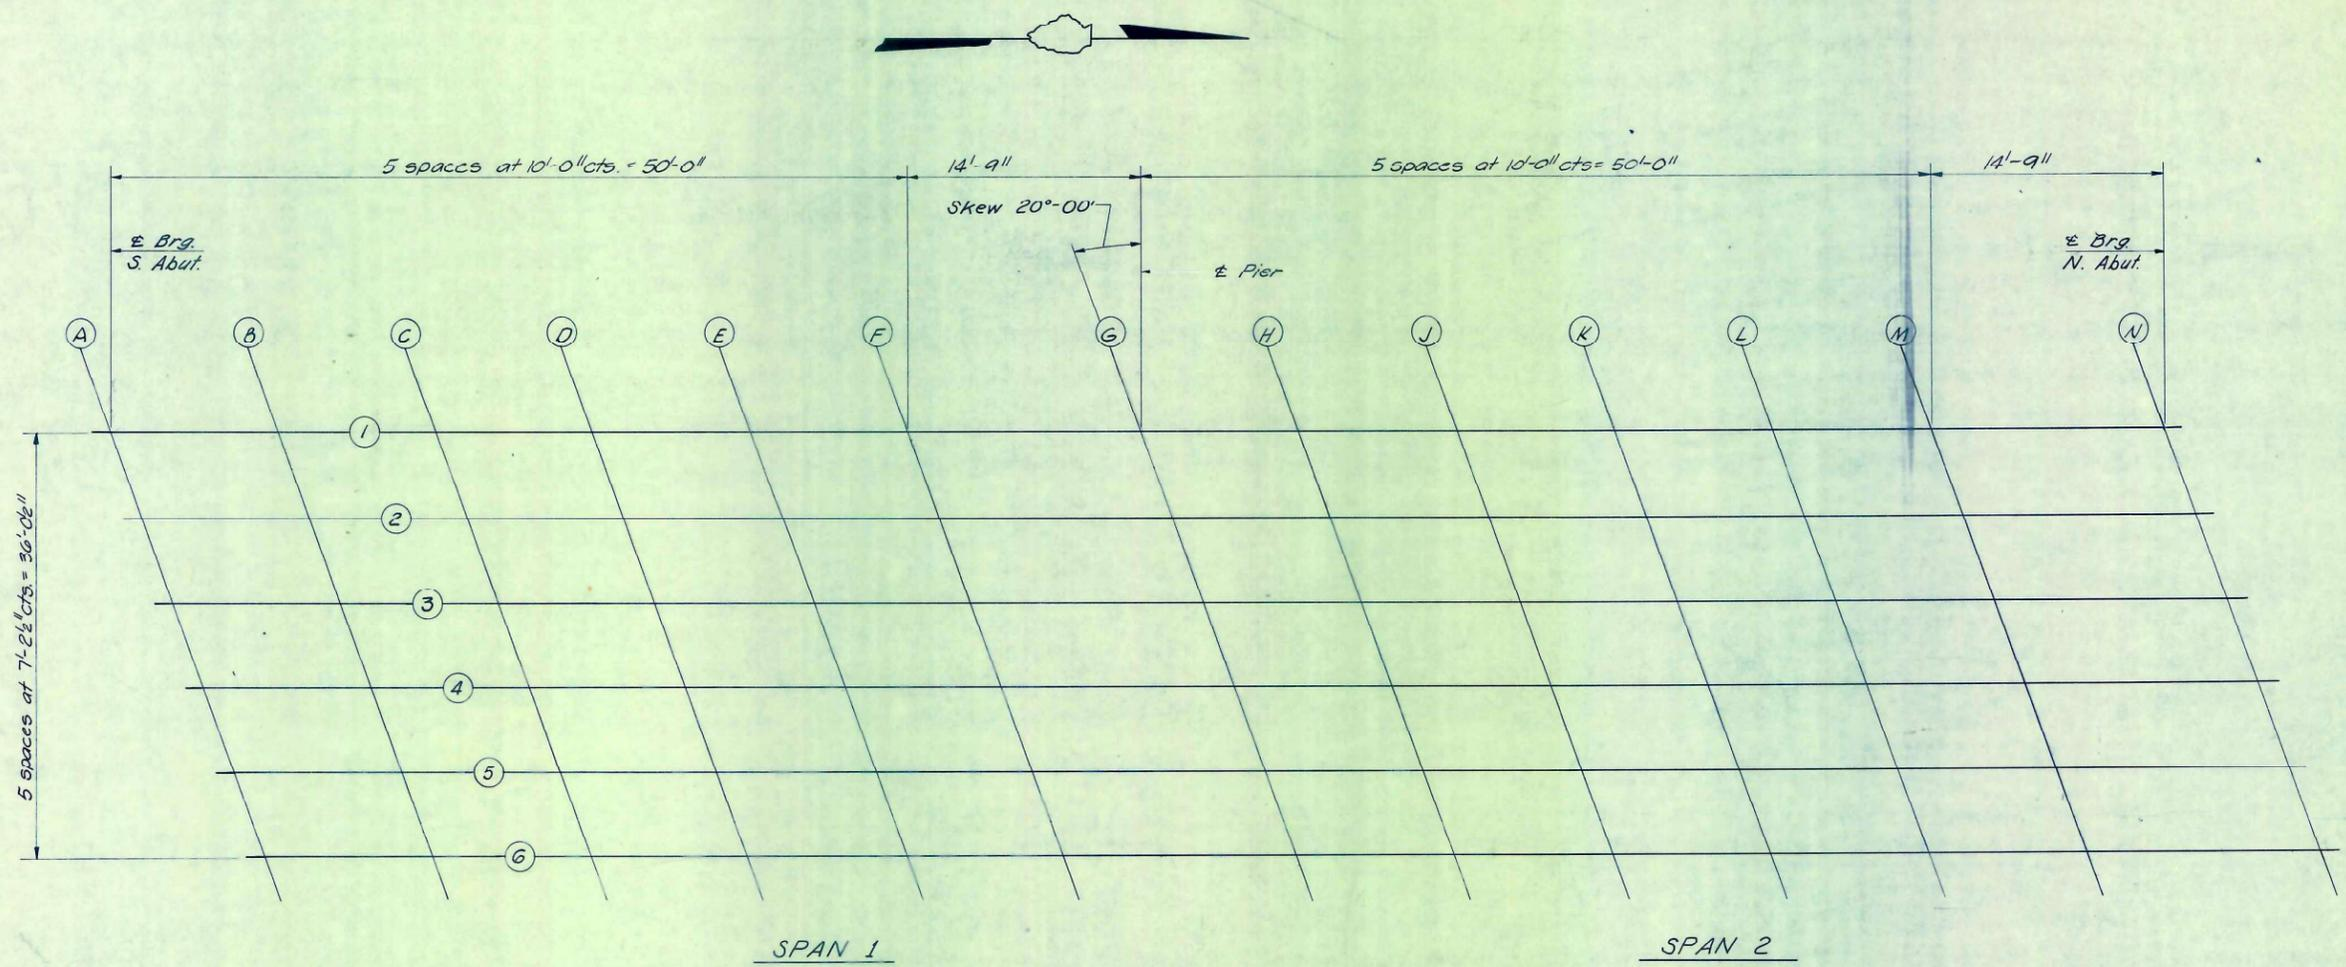 5 spaces at 10'-0" cts. = 50'-0"
14'-9"
5 spaces at 10'-0" cts = 50'-0"
14'-9"
Skew 20°-00'
℄ Brg.
S. Abut.
℄ Pier
℄ Brg.
N. Abut.
A B C D E F G H J K L M N
1
2
3
4
5
6
5 spaces at 7'-2½" cts. = 36'-0½"
SPAN 1
SPAN 2